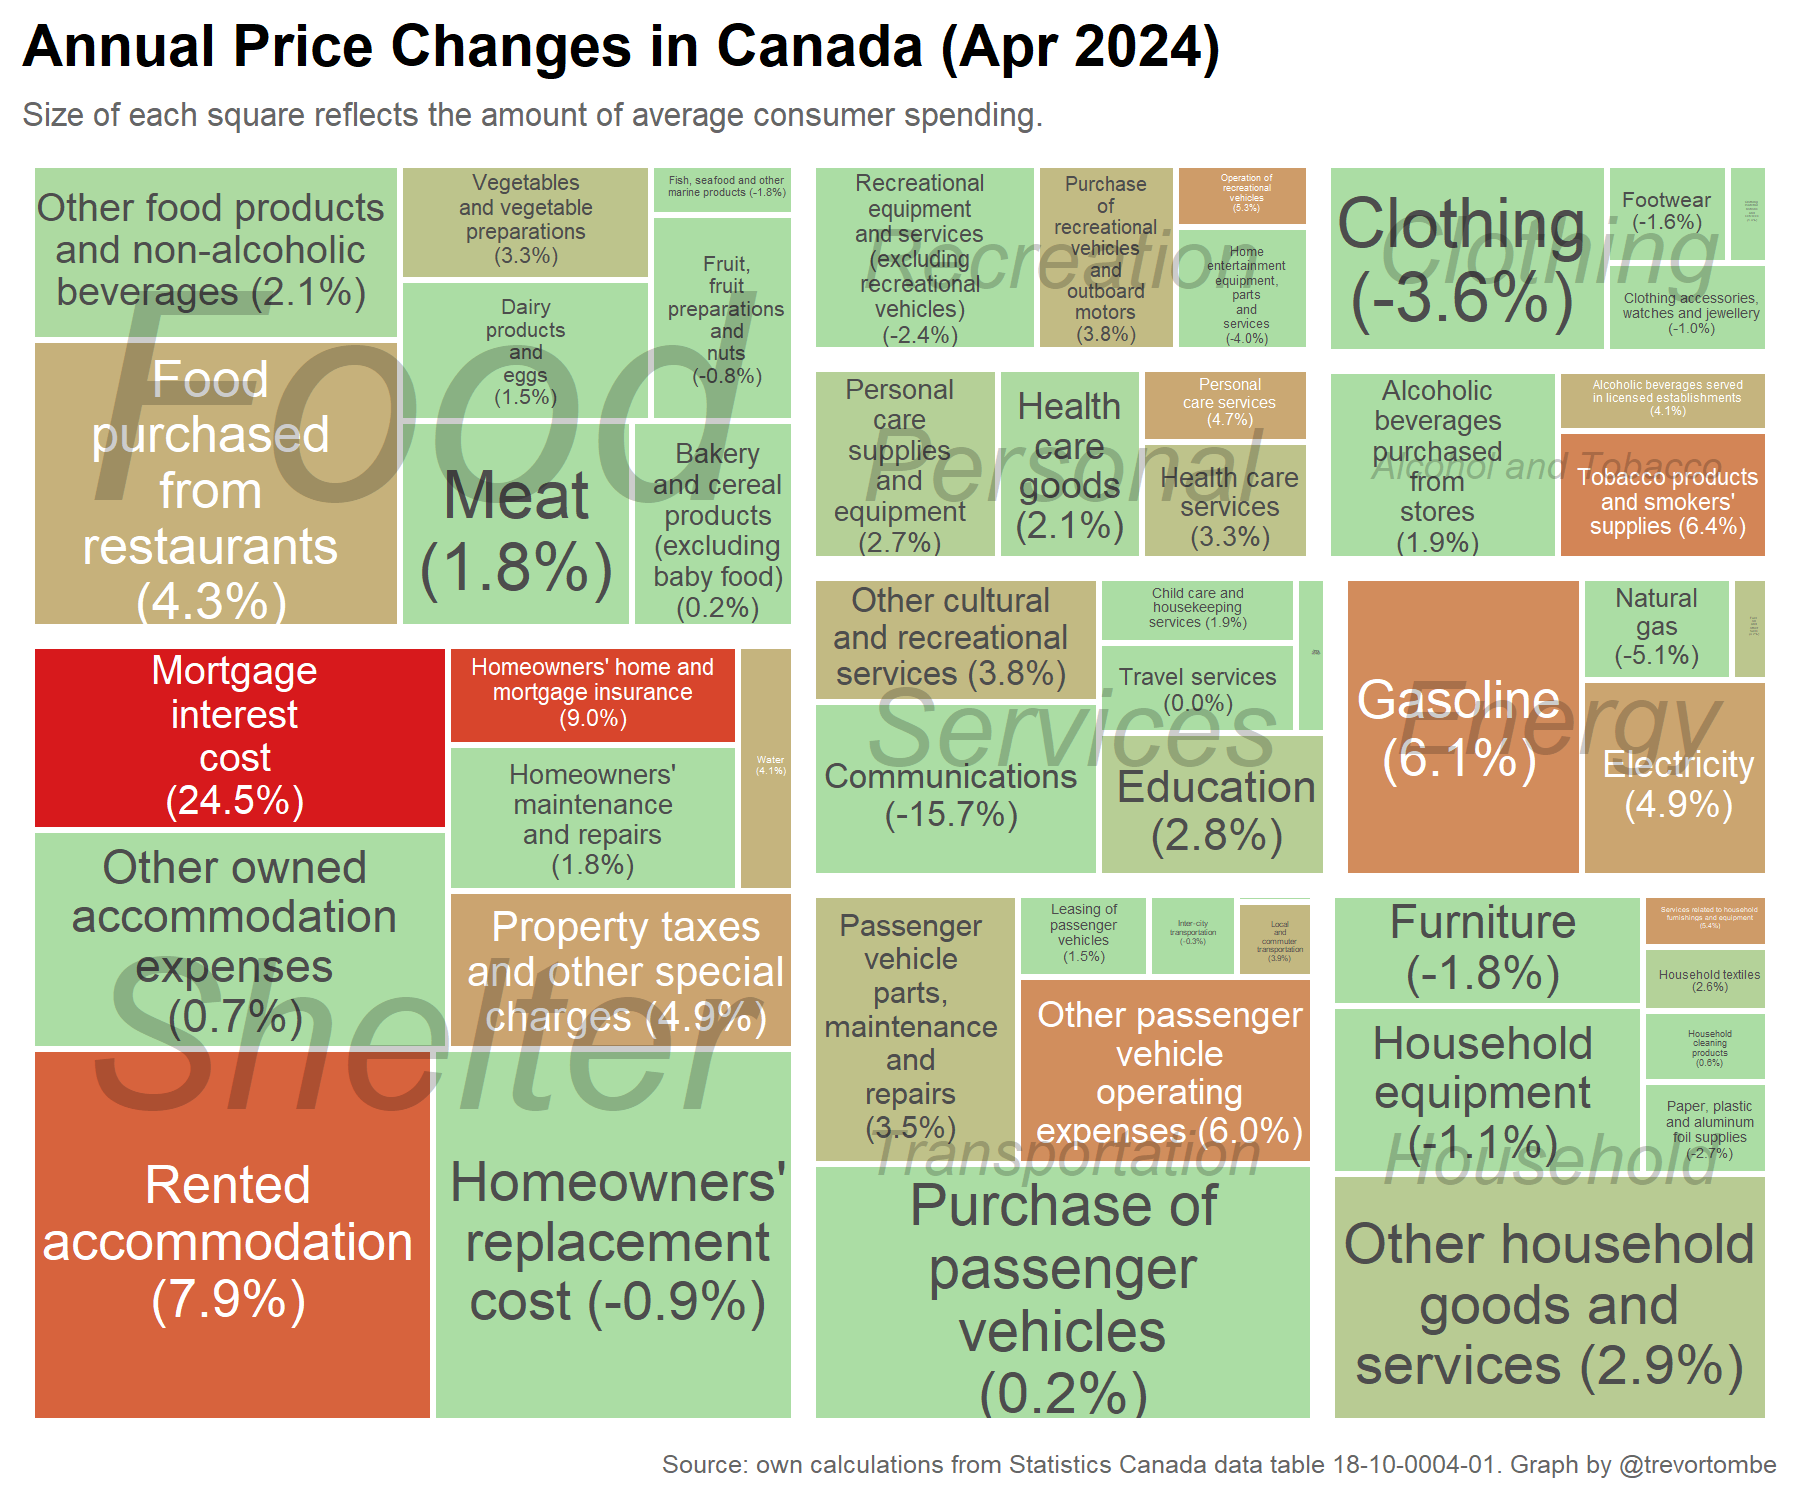 Annual Price Changes in Canada (Apr 2024)
Size of each square reflects the amount of average consumer spending.
Food
Other food products
and non-alcoholic
beverages (2.1%)
Vegetables
and vegetable
preparations
(3.3%)
Fish, seafood and other
marine products (-1.8%)
Dairy
products
and
eggs
(1.5%)
Fruit,
fruit
preparations
and
nuts
(-0.8%)
Food
purchased
from
restaurants
(4.3%)
Meat
(1.8%)
Bakery
and cereal
products
(excluding
baby food)
(0.2%)
Recreation
Recreational
equipment
and services
(excluding
recreational
vehicles)
(-2.4%)
Purchase
of
recreational
vehicles
and
outboard
motors
(3.8%)
Operation of
recreational
vehicles
(5.3%)
Home
entertainment
equipment,
parts
and
services
(-4.0%)
Clothing
Clothing
(-3.6%)
Footwear
(-1.6%)
Clothing accessories,
watches and jewellery
(-1.0%)
Personal
Personal
care
supplies
and
equipment
(2.7%)
Health
care
goods
(2.1%)
Personal
care services
(4.7%)
Health care
services
(3.3%)
Alcohol and Tobacco
Alcoholic
beverages
purchased
from
stores
(1.9%)
Alcoholic beverages served
in licensed establishments
(4.1%)
Tobacco products
and smokers'
supplies (6.4%)
Shelter
Mortgage
interest
cost
(24.5%)
Homeowners' home and
mortgage insurance
(9.0%)
Homeowners'
maintenance
and repairs
(1.8%)
Water
(4.1%)
Other owned
accommodation
expenses
(0.7%)
Property taxes
and other special
charges (4.9%)
Rented
accommodation
(7.9%)
Homeowners'
replacement
cost (-0.9%)
Services
Other cultural
and recreational
services (3.8%)
Child care and
housekeeping
services (1.9%)
Travel services
(0.0%)
Communications
(-15.7%)
Education
(2.8%)
Energy
Gasoline
(6.1%)
Natural
gas
(-5.1%)
Electricity
(4.9%)
Transportation
Passenger
vehicle
parts,
maintenance
and
repairs
(3.5%)
Leasing of
passenger
vehicles
(1.5%)
Inter-city
transportation
(-0.3%)
Local
and
commuter
transportation
(3.9%)
Other passenger
vehicle
operating
expenses (6.0%)
Purchase of
passenger
vehicles
(0.2%)
Household
Furniture
(-1.8%)
Services related to household
furnishings and equipment
(5.4%)
Household textiles
(2.6%)
Household
equipment
(-1.1%)
Household
cleaning
products
(0.6%)
Paper, plastic
and aluminum
foil supplies
(-2.7%)
Other household
goods and
services (2.9%)
Source: own calculations from Statistics Canada data table 18-10-0004-01. Graph by @trevortombe